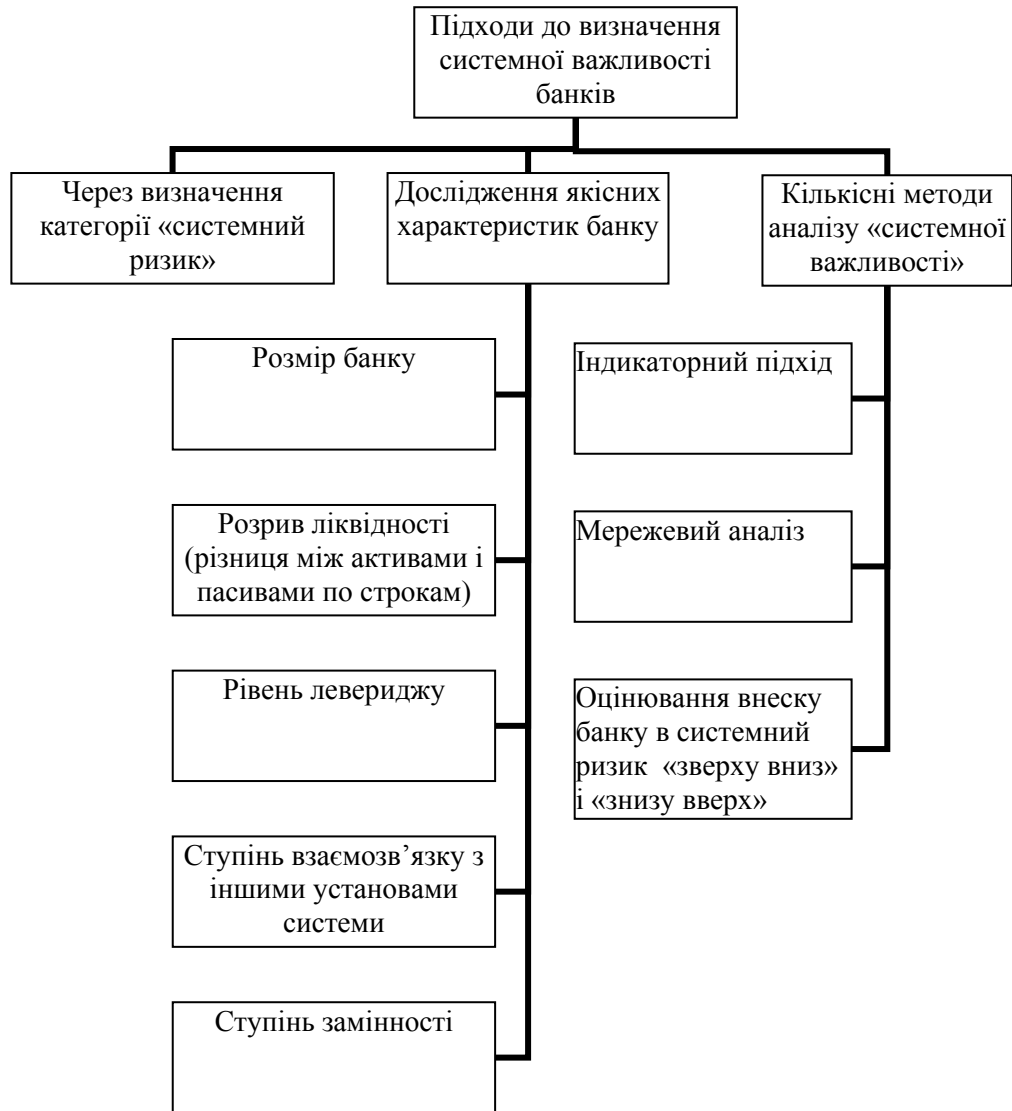 Підходи до визначення
системної важливості
банків
Через визначення
категорії «системний
ризик»
Дослідження якісних
характеристик банку
Кількісні методи
аналізу «системної
важливості»
Розмір банку
Розрив ліквідності
(різниця між активами і
пасивами по строкам)
Рівень левериджу
Ступінь взаємозв’язку з
іншими установами
системи
Ступінь замінності
Індикаторний підхід
Мережевий аналіз
Оцінювання внеску
банку в системний
ризик «зверху вниз»
і «знизу вверх»